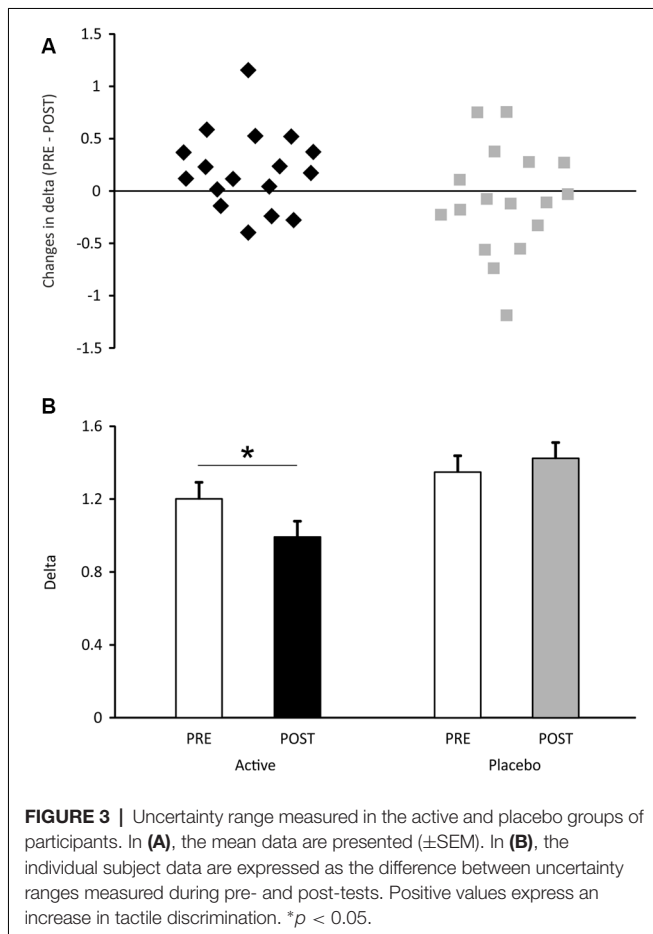 A
1.5
1
0.5
0
-0.5
-1
-1.5
Changes in delta (PRE - POST)
B
1.6
1.2
0.8
0.4
0
Delta
*
PRE POST PRE POST
Active Placebo
FIGURE 3 | Uncertainty range measured in the active and placebo groups of
participants. In (A), the mean data are presented (±SEM). In (B), the
individual subject data are expressed as the difference between uncertainty
ranges measured during pre- and post-tests. Positive values express an
increase in tactile discrimination. *p < 0.05.